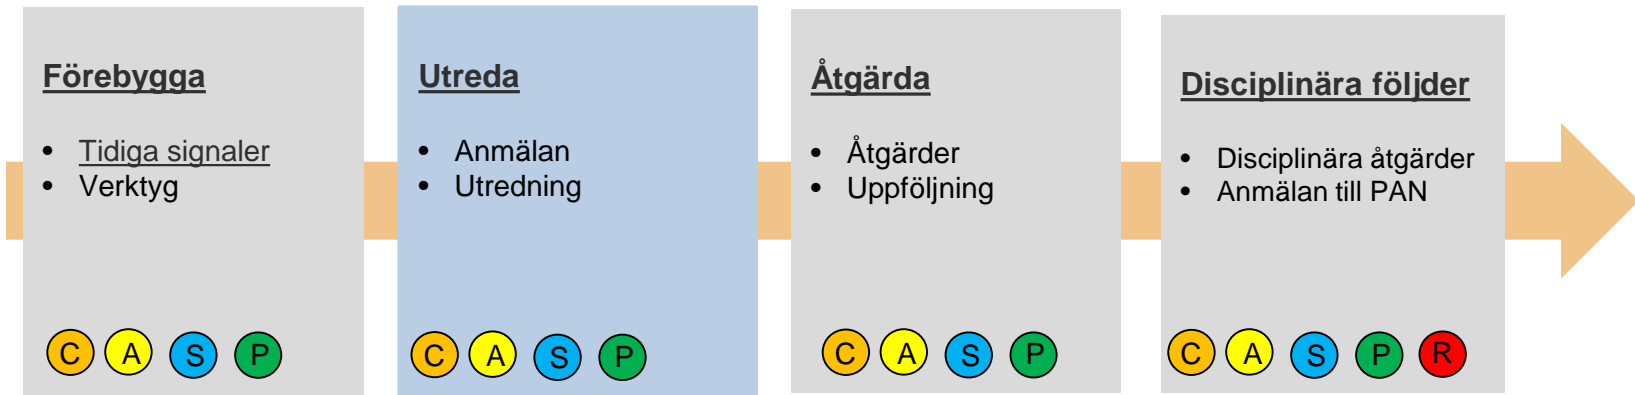 Förebygga
• Tidiga signaler
• Verktyg
C A S P
Utreda
• Anmälan
• Utredning
C A S P
Åtgärda
• Åtgärder
• Uppföljning
C A S P
Disciplinära följder
• Disciplinära åtgärder
• Anmälan till PAN
C A S P R